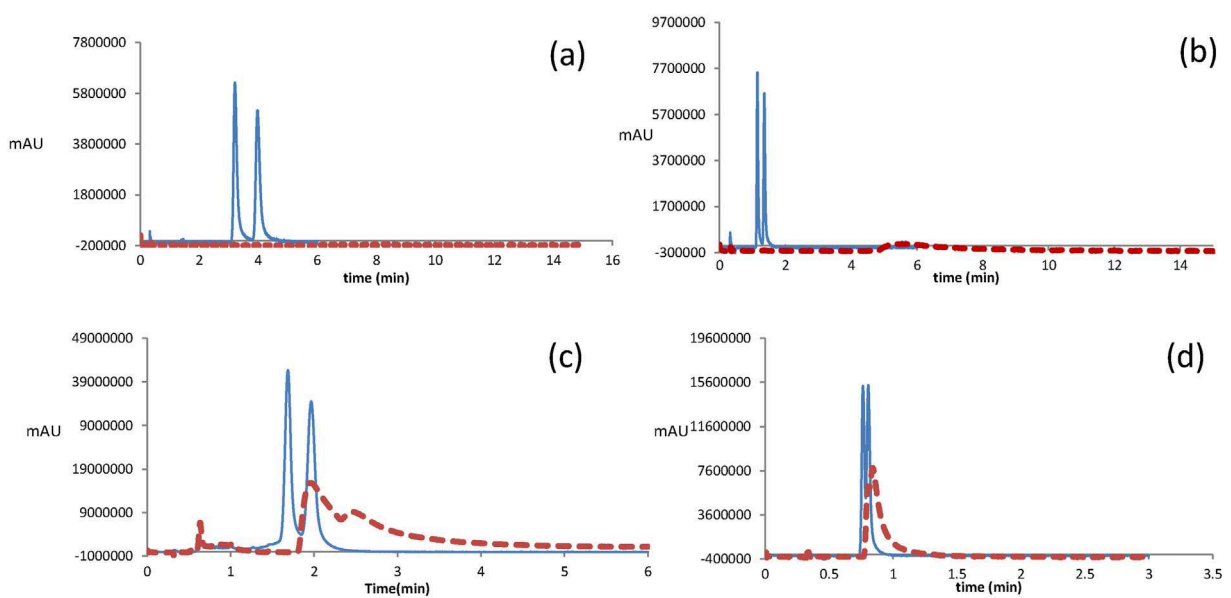 (a)
7800000
5800000
mAU
3800000
1800000
-200000
0 2 4 6 8 10 12 14 16
time (min)
(b)
9700000
7700000
5700000
mAU
3700000
1700000
-300000
0 2 4 6 8 10 12 14
time (min)
(c)
49000000
39000000
mAU
9000000
19000000
9000000
-1000000
0 1 2 3 4 5 6
Time(min)
(d)
19600000
15600000
mAU
11600000
7600000
3600000
-400000
0 0.5 1 1.5 2 2.5 3 3.5
time (min)